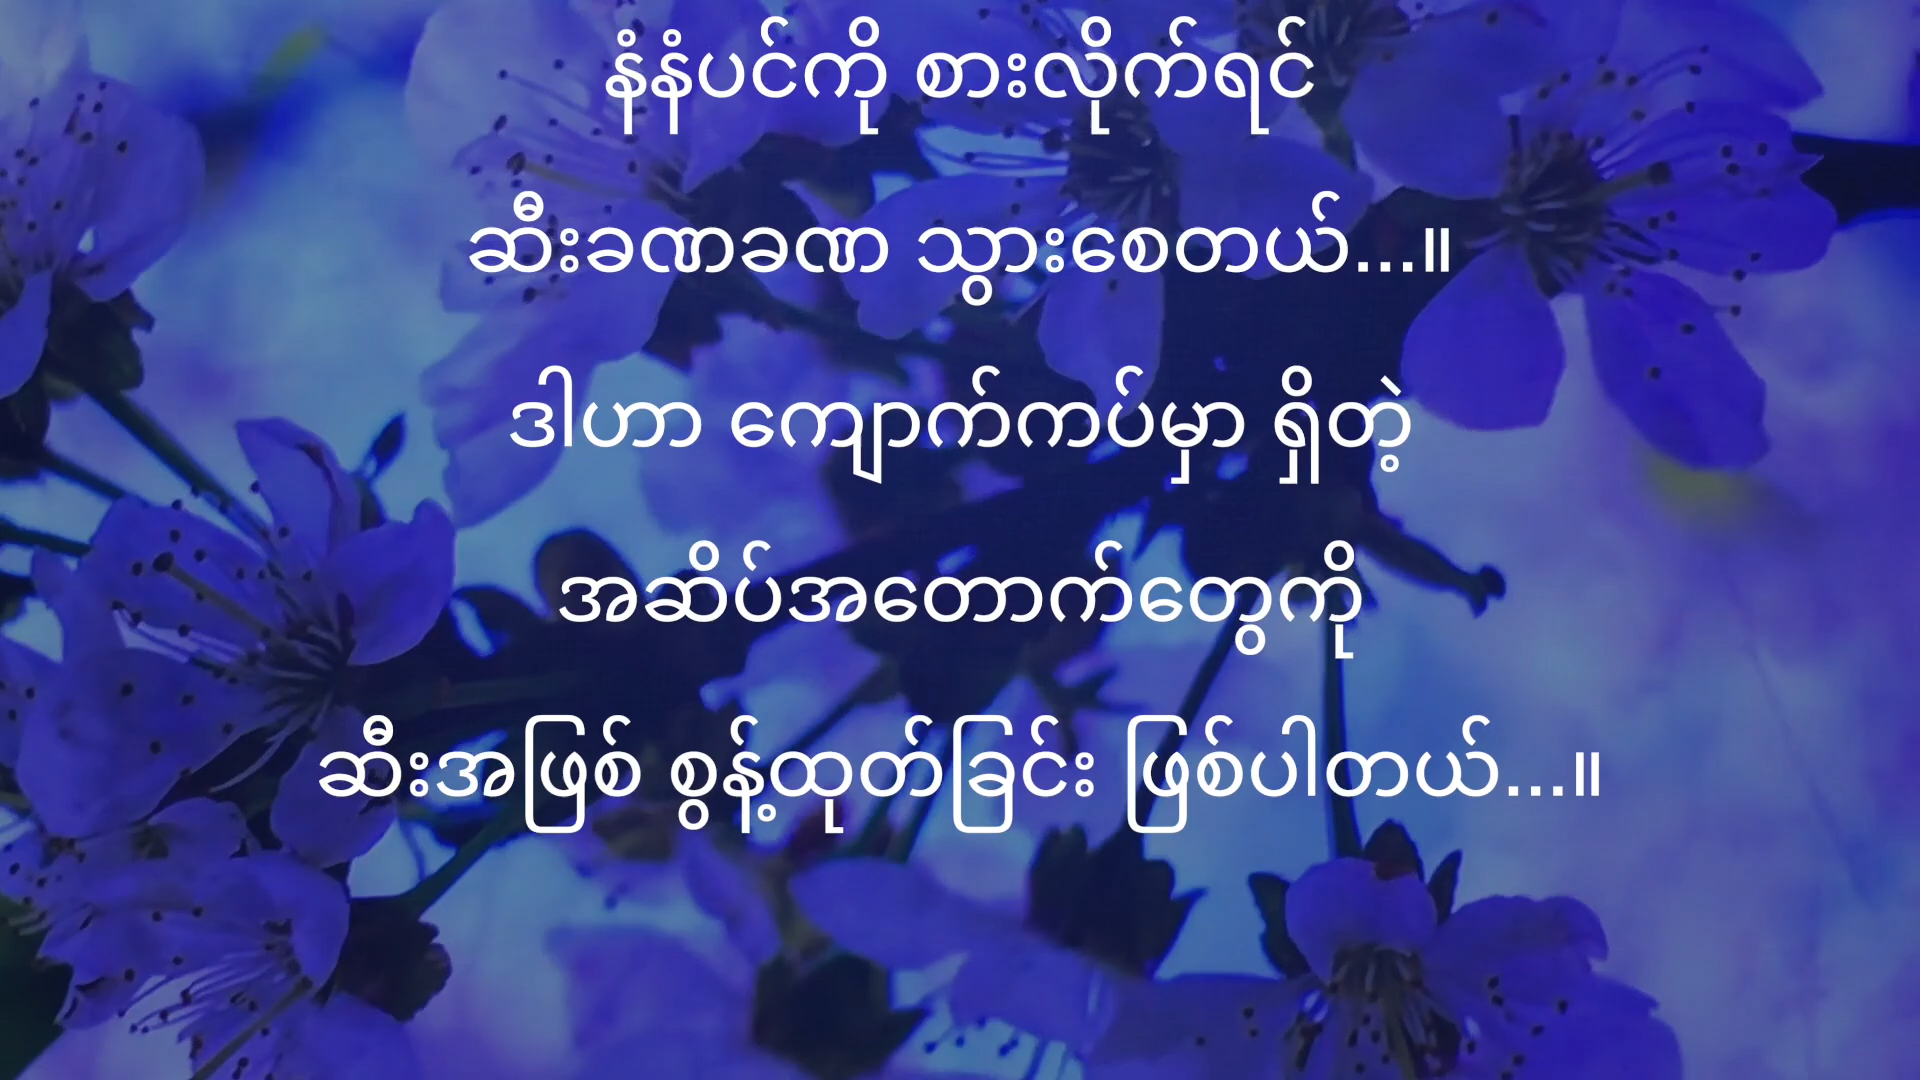 နံနံပင်ကို စားလိုက်ရင်
ဆီးခဏခဏ သွားစေတယ်...။
ဒါဟာ ကျောက်ကပ်မှာ ရှိတဲ့
အဆိပ်အတောက်တွေကို
ဆီးအဖြစ် စွန့်ထုတ်ခြင်း ဖြစ်ပါတယ်...။